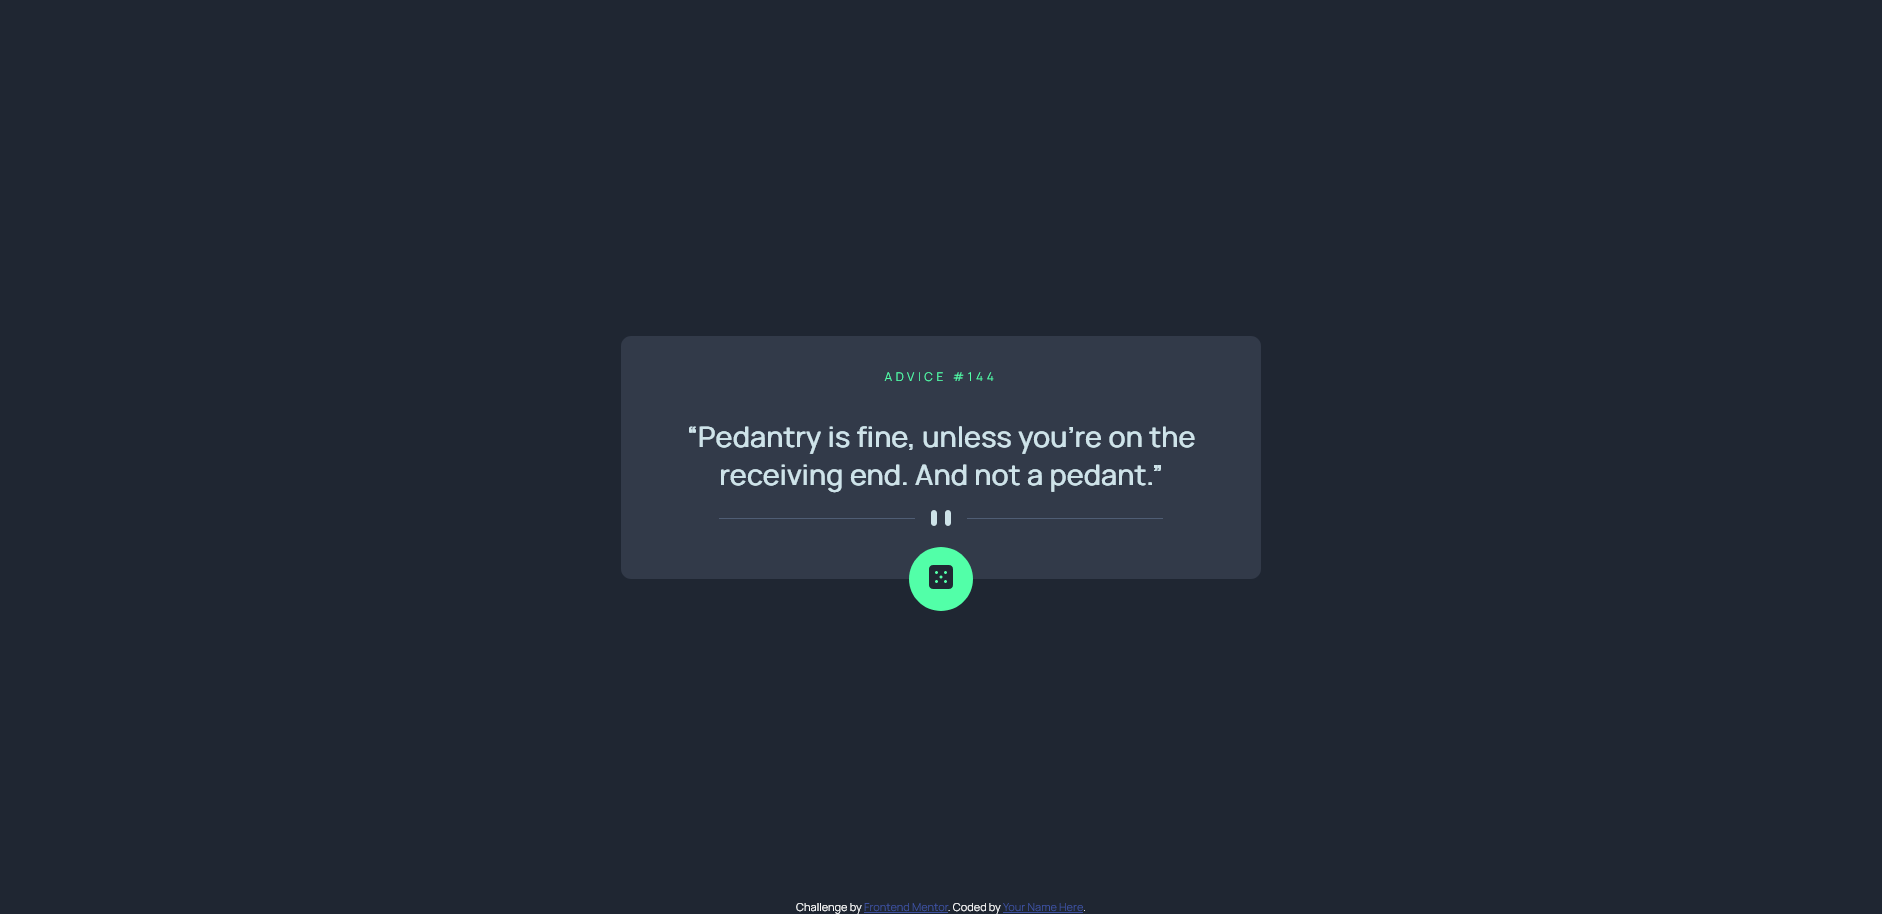 ADVICE #144
“Pedantry is fine, unless you’re on the
receiving end. And not a pedant.”
Challenge by Frontend Mentor. Coded by Your Name Here.